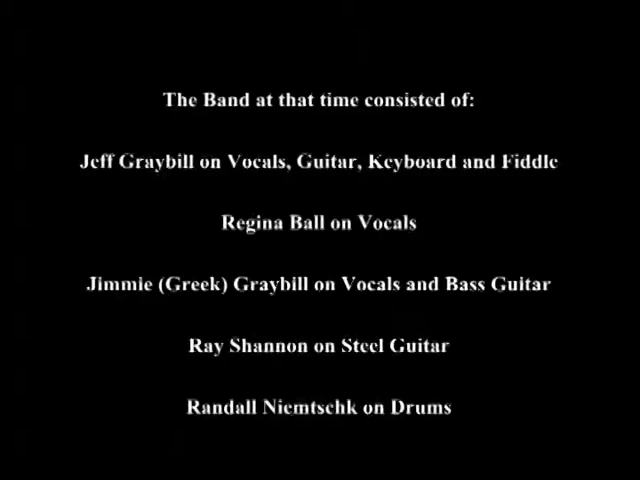 The Band at that time consisted of:
Jeff Graybill on Vocals, Guitar, Keyboard and Fiddle
Regina Ball on Vocals
Jimmie (Greek) Graybill on Vocals and Bass Guitar
Ray Shannon on Steel Guitar
Randall Niemtschk on Drums